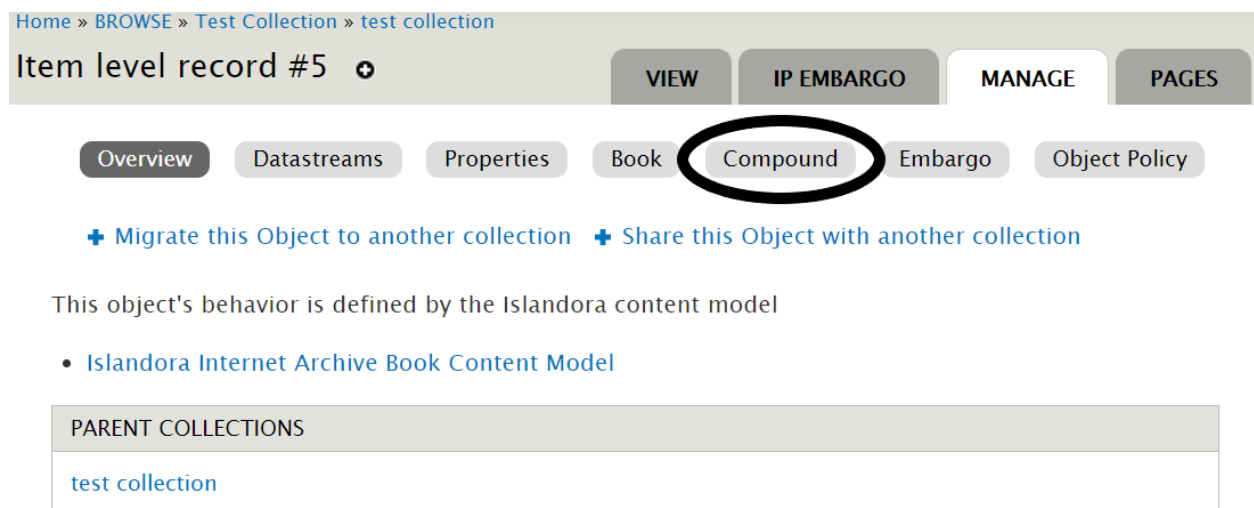 Home » BROWSE » Test Collection » test collection
Item level record #5
VIEW IP EMBARGO MANAGE PAGES
Overview Datastreams Properties Book Compound Embargo Object Policy
Migrate this Object to another collection Share this Object with another collection
This object's behavior is defined by the Islandora content model
• Islandora Internet Archive Book Content Model
PARENT COLLECTIONS
test collection